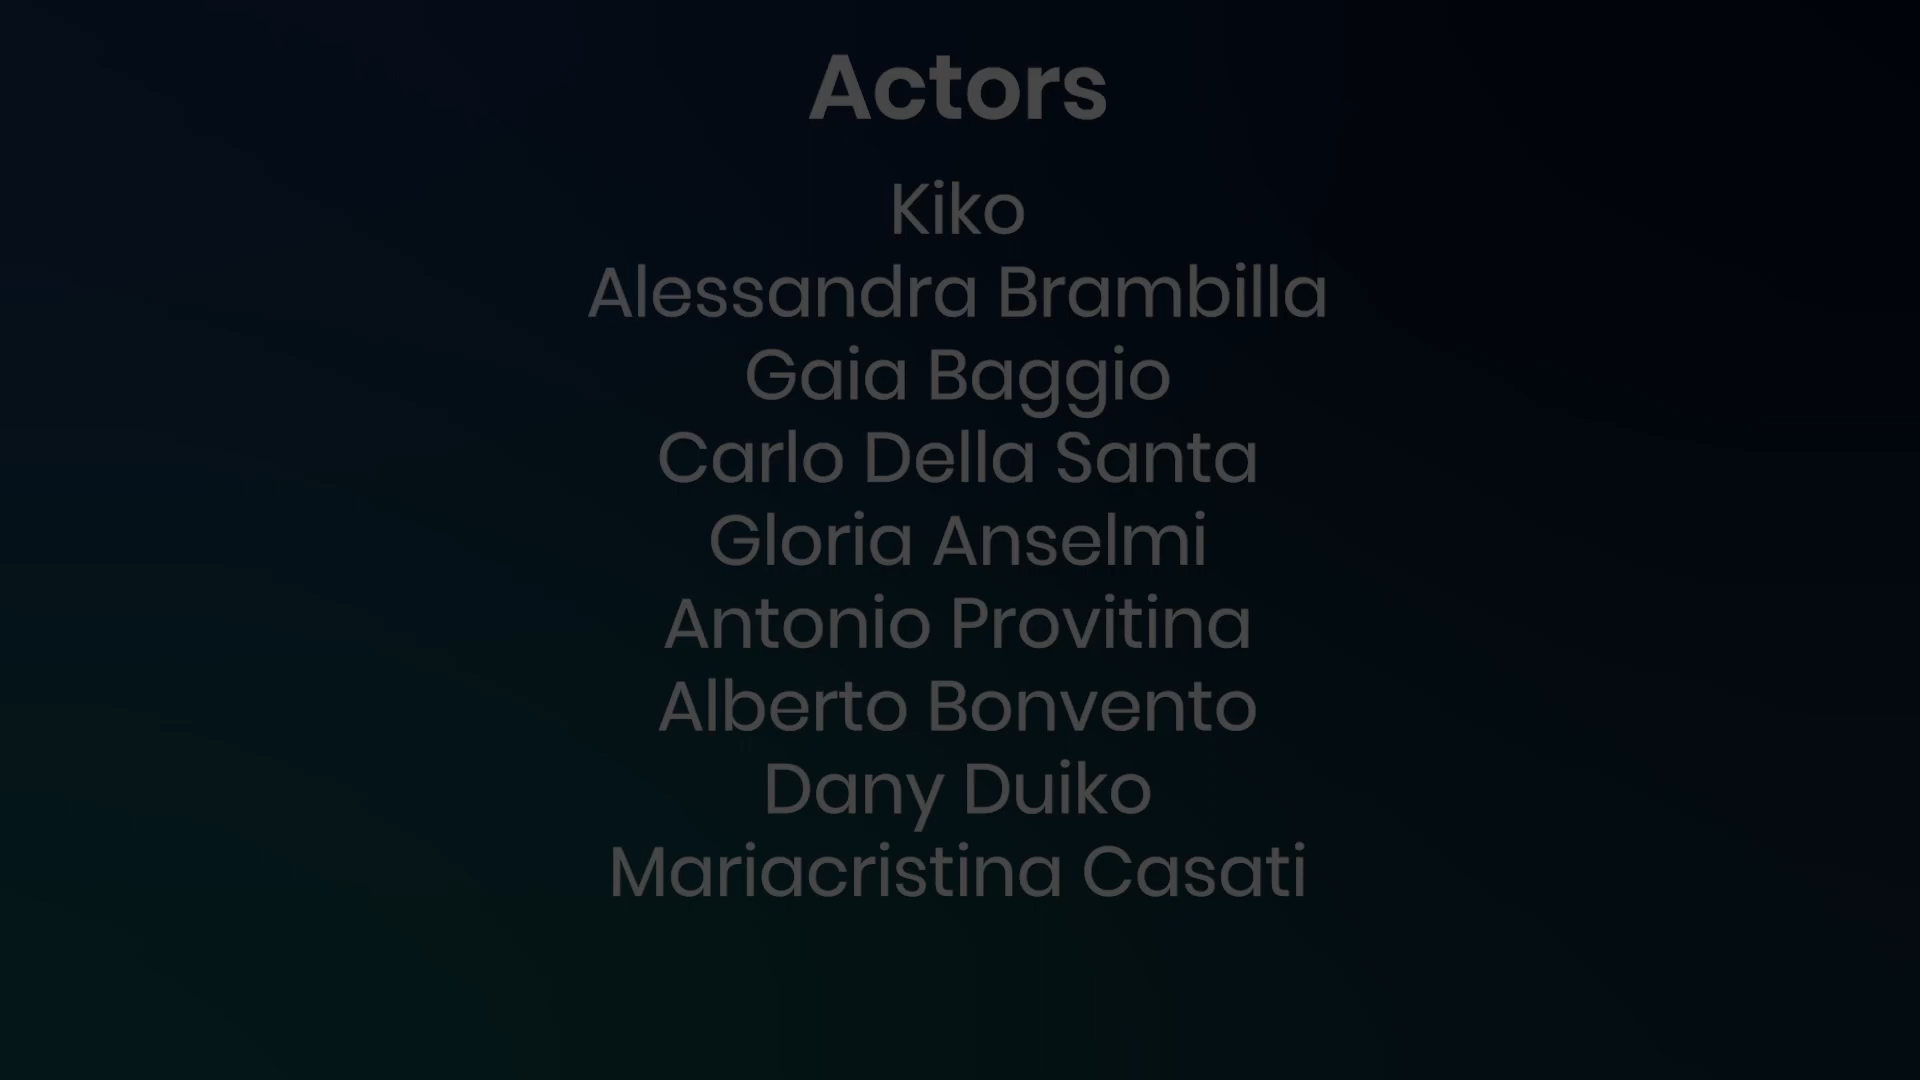 Actors
Kiko
Alessandra Brambilla
Gaia Baggio
Carlo Della Santa
Gloria Anselmi
Antonio Provitina
Alberto Bonvento
Dany Duiko
Mariacristina Casati